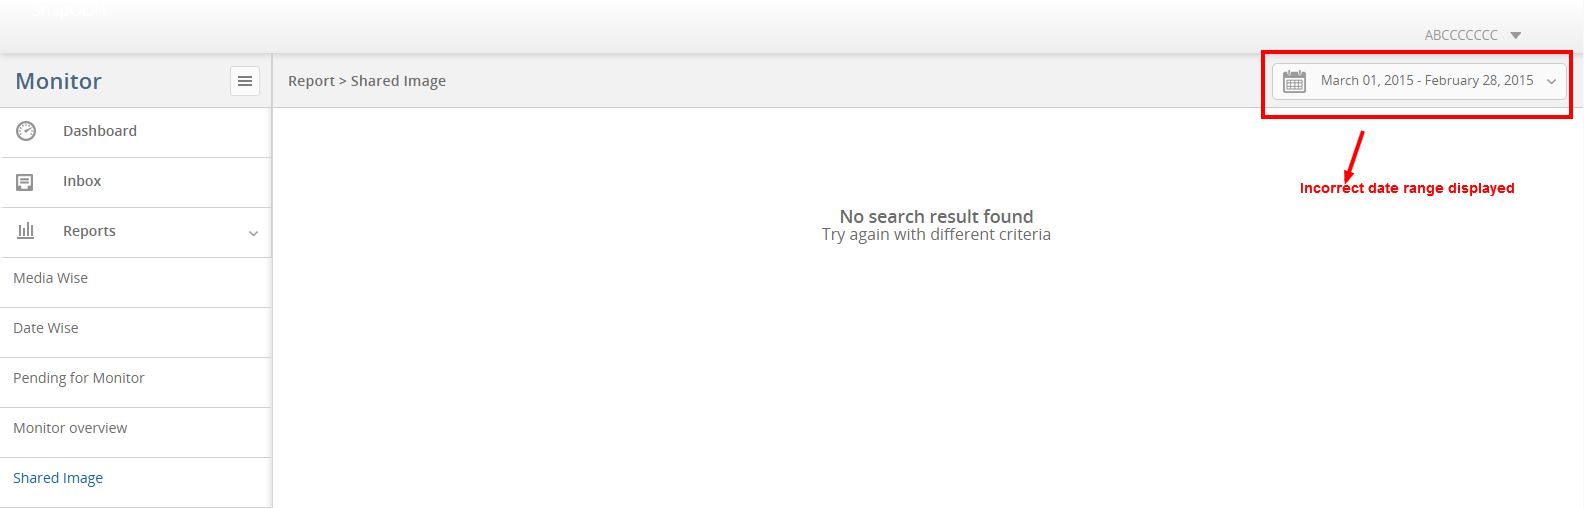 ABCCCCCCC
Monitor
Report > Shared Image
March 01, 2015 - February 28, 2015
Dashboard
Incorrect date range displayed
Inbox
No search result found
Try again with different criteria
Reports
Media Wise
Date Wise
Pending for Monitor
Monitor overview
Shared Image